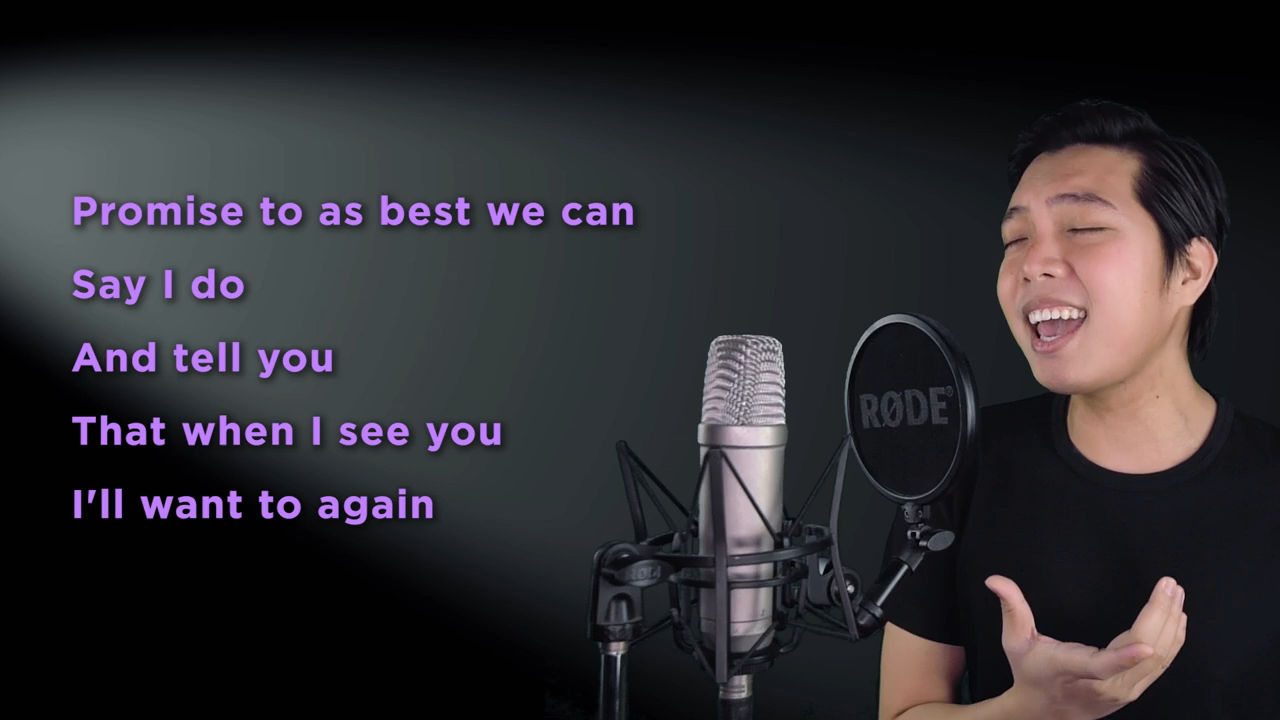 Promise to as best we can
Say I do
And tell you
That when I see you
I'll want to again
RØDE®